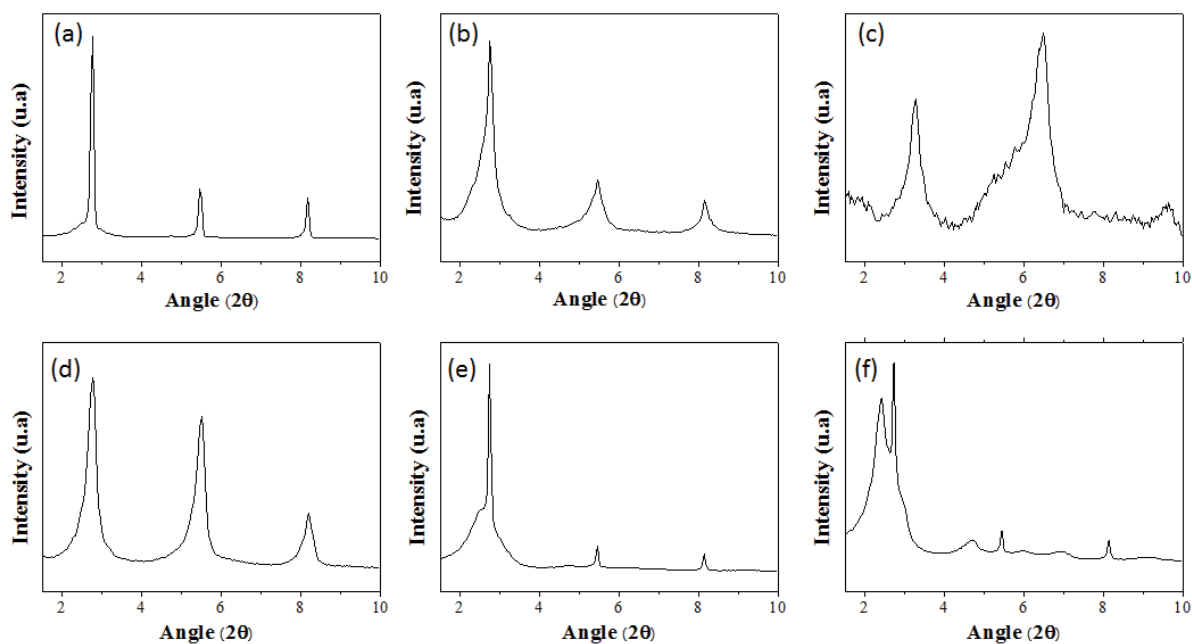 (a)
Intensity (u.a)
2 4 6 8 10
Angle (2θ)
(b)
Intensity (u.a)
2 4 6 8 10
Angle (2θ)
(c)
Intensity (u.a)
2 4 6 8 10
Angle (2θ)
(d)
Intensity (u.a)
2 4 6 8 10
Angle (2θ)
(e)
Intensity (u.a)
2 4 6 8 10
Angle (2θ)
(f)
Intensity (u.a)
2 4 6 8 10
Angle (2θ)